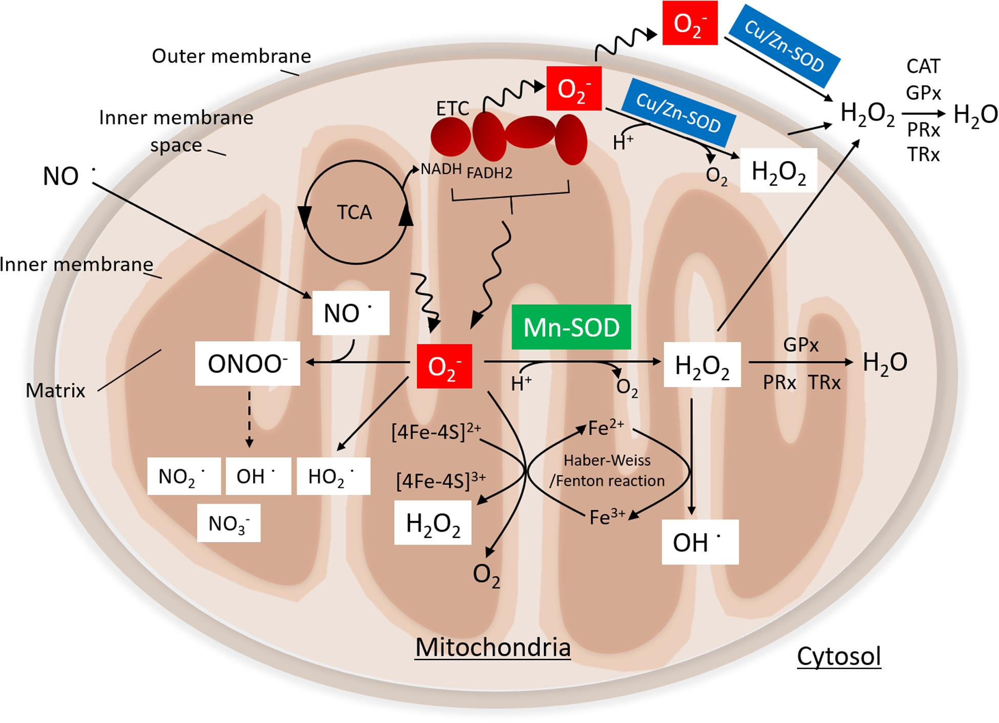 O₂⁻
Cu/Zn-SOD
Outer membrane
CAT
GPx
O₂⁻
Cu/Zn-SOD
H₂O₂
H₂O
PRx
TRx
Inner membrane
space
ETC
H⁺
O₂
H₂O₂
NO ·
NADH
FADH2
TCA
Inner membrane
NO ·
Mn-SOD
ONOO⁻
O₂⁻
H⁺
O₂
H₂O₂
GPx
PRx TRx
H₂O
Matrix
[4Fe-4S]²⁺
Fe²⁺
Haber-Weiss
/Fenton reaction
NO₂ ·
OH ·
HO₂ ·
[4Fe-4S]³⁺
Fe³⁺
NO₃⁻
H₂O₂
OH ·
O₂
Mitochondria
Cytosol